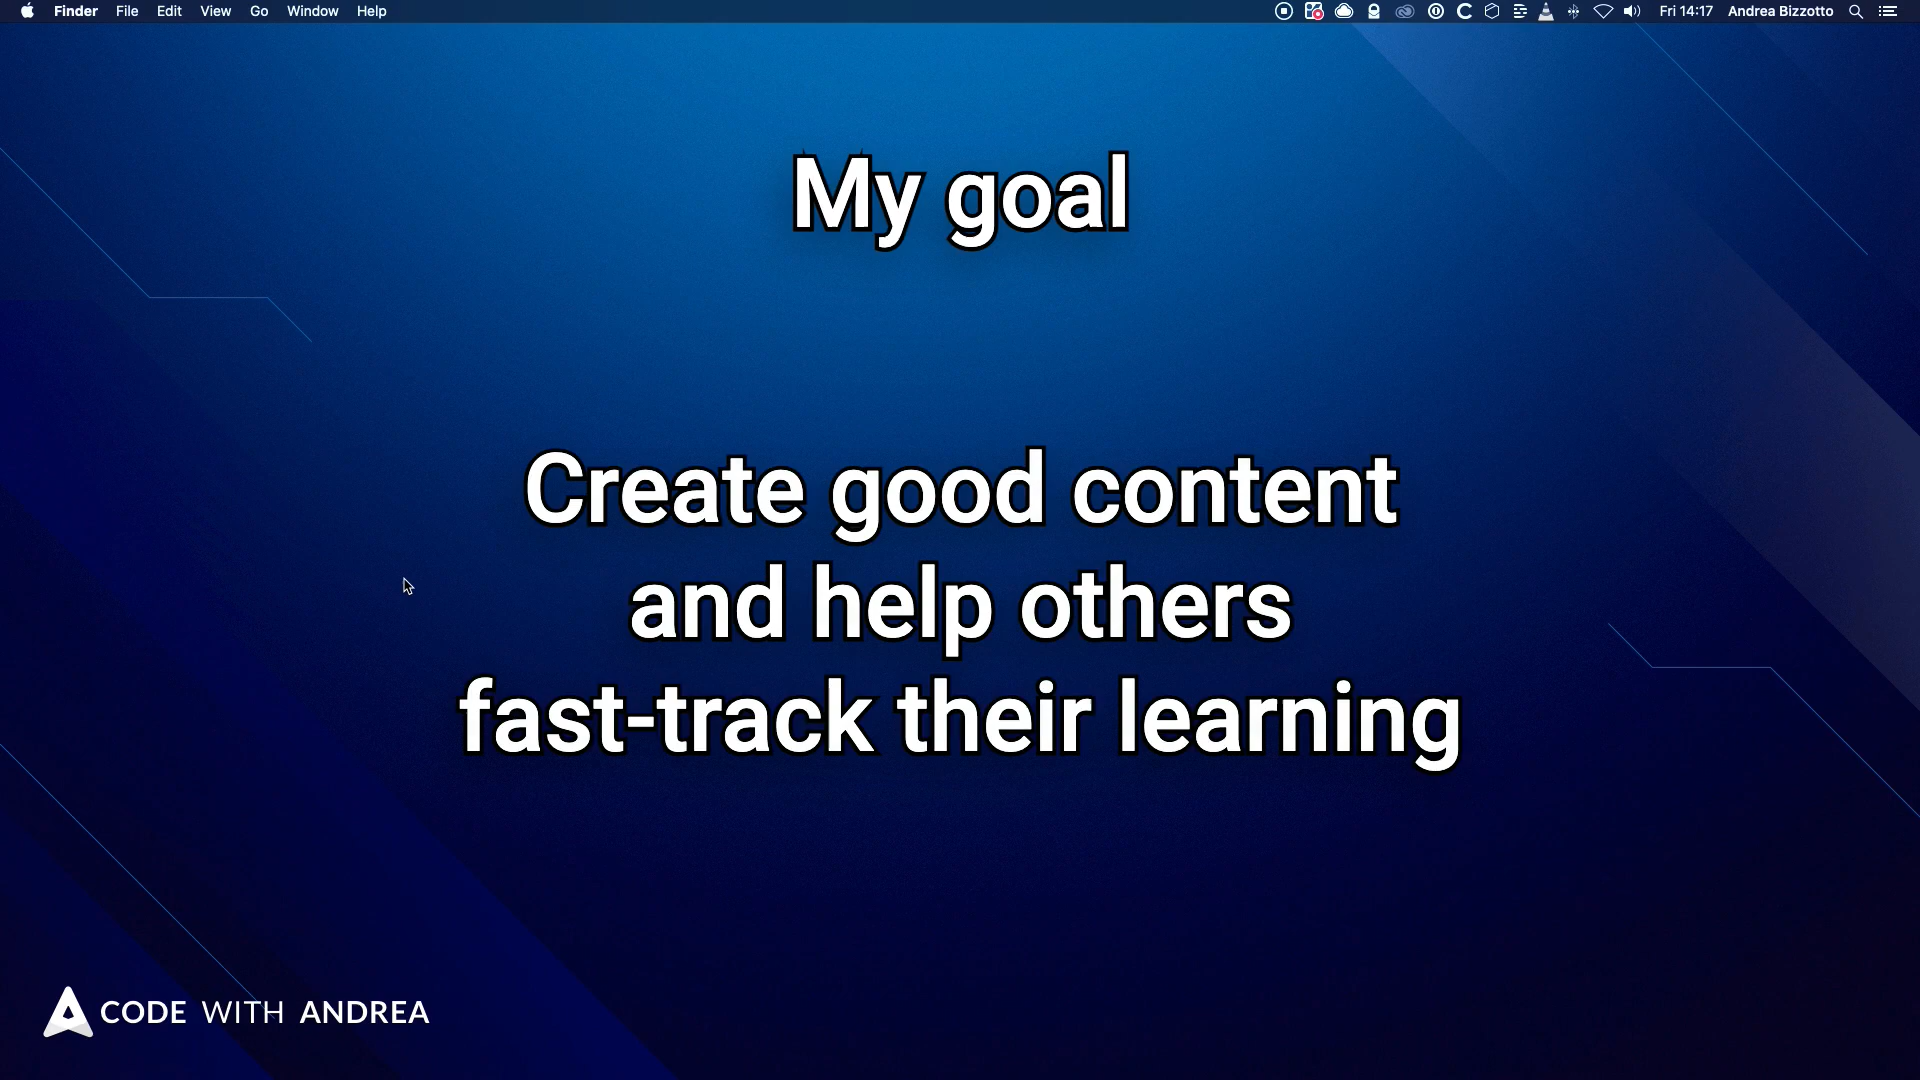 Finder File Edit View Go Window Help Fri 14:17 Andrea Bizzotto
My goal
Create good content
and help others
fast-track their learning
CODE WITH ANDREA